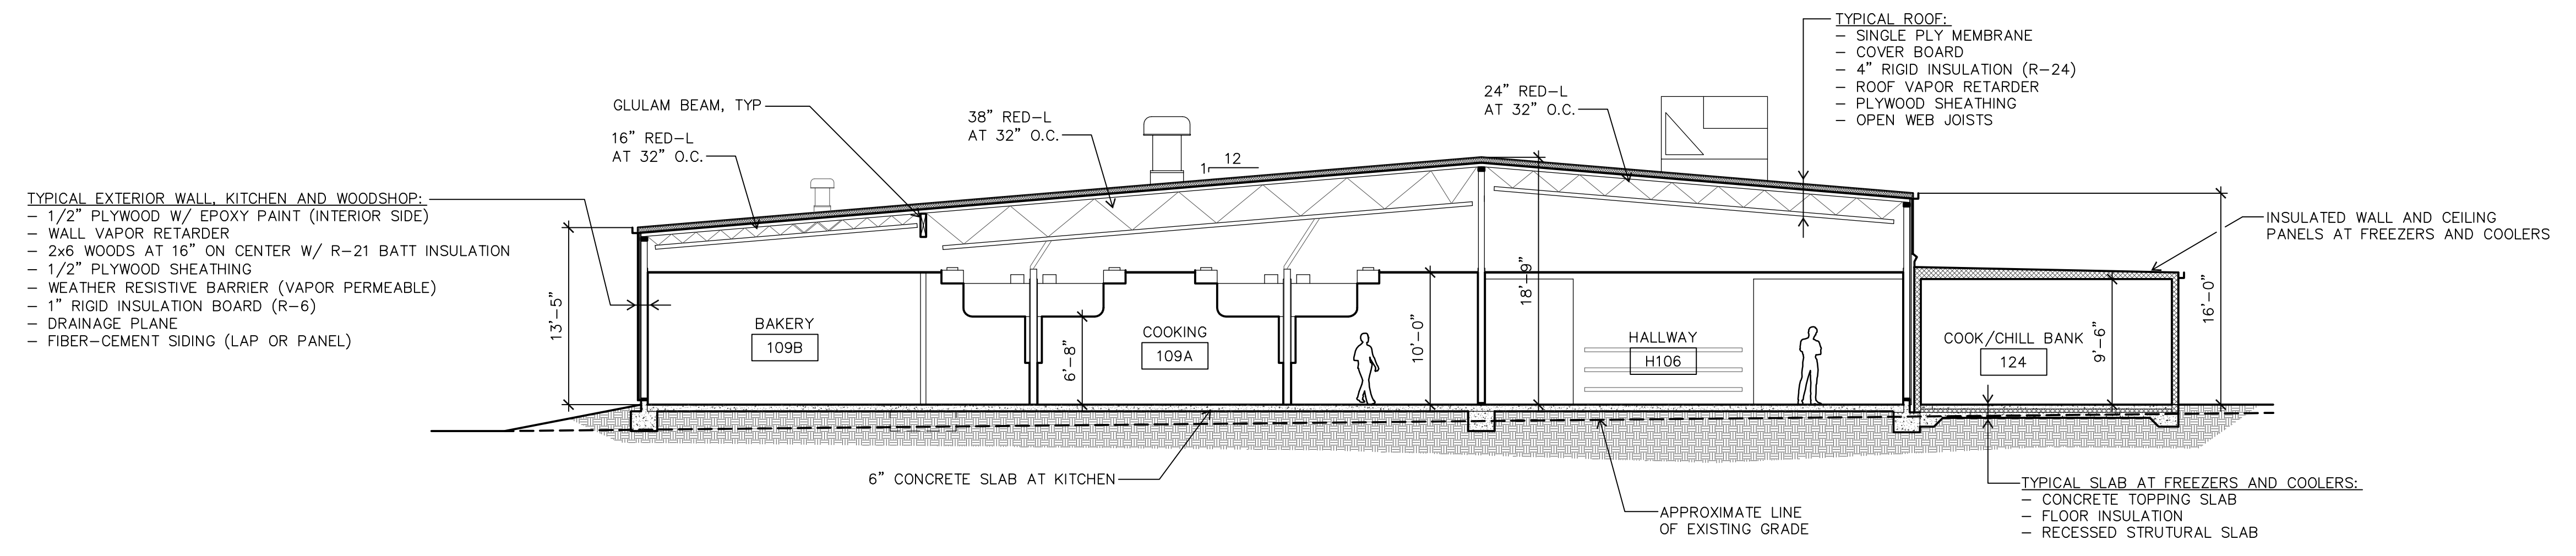 TYPICAL ROOF:
– SINGLE PLY MEMBRANE
– COVER BOARD
– 4" RIGID INSULATION (R–24)
– ROOF VAPOR RETARDER
– PLYWOOD SHEATHING
– OPEN WEB JOISTS
GLULAM BEAM, TYP
16" RED–L
AT 32" O.C.
38" RED–L
AT 32" O.C.
24" RED–L
AT 32" O.C.
1
12
TYPICAL EXTERIOR WALL, KITCHEN AND WOODSHOP:
– 1/2" PLYWOOD W/ EPOXY PAINT (INTERIOR SIDE)
– WALL VAPOR RETARDER
– 2x6 WOODS AT 16" ON CENTER W/ R–21 BATT INSULATION
– 1/2" PLYWOOD SHEATHING
– WEATHER RESISTIVE BARRIER (VAPOR PERMEABLE)
– 1" RIGID INSULATION BOARD (R–6)
– DRAINAGE PLANE
– FIBER–CEMENT SIDING (LAP OR PANEL)
INSULATED WALL AND CEILING
PANELS AT FREEZERS AND COOLERS
13'–5"
BAKERY
109B
6'–8"
COOKING
109A
10'–0"
18'–9"
HALLWAY
H106
COOK/CHILL BANK
124
9'–6"
16'–0"
6" CONCRETE SLAB AT KITCHEN
APPROXIMATE LINE
OF EXISTING GRADE
TYPICAL SLAB AT FREEZERS AND COOLERS:
– CONCRETE TOPPING SLAB
– FLOOR INSULATION
– RECESSED STRUTURAL SLAB